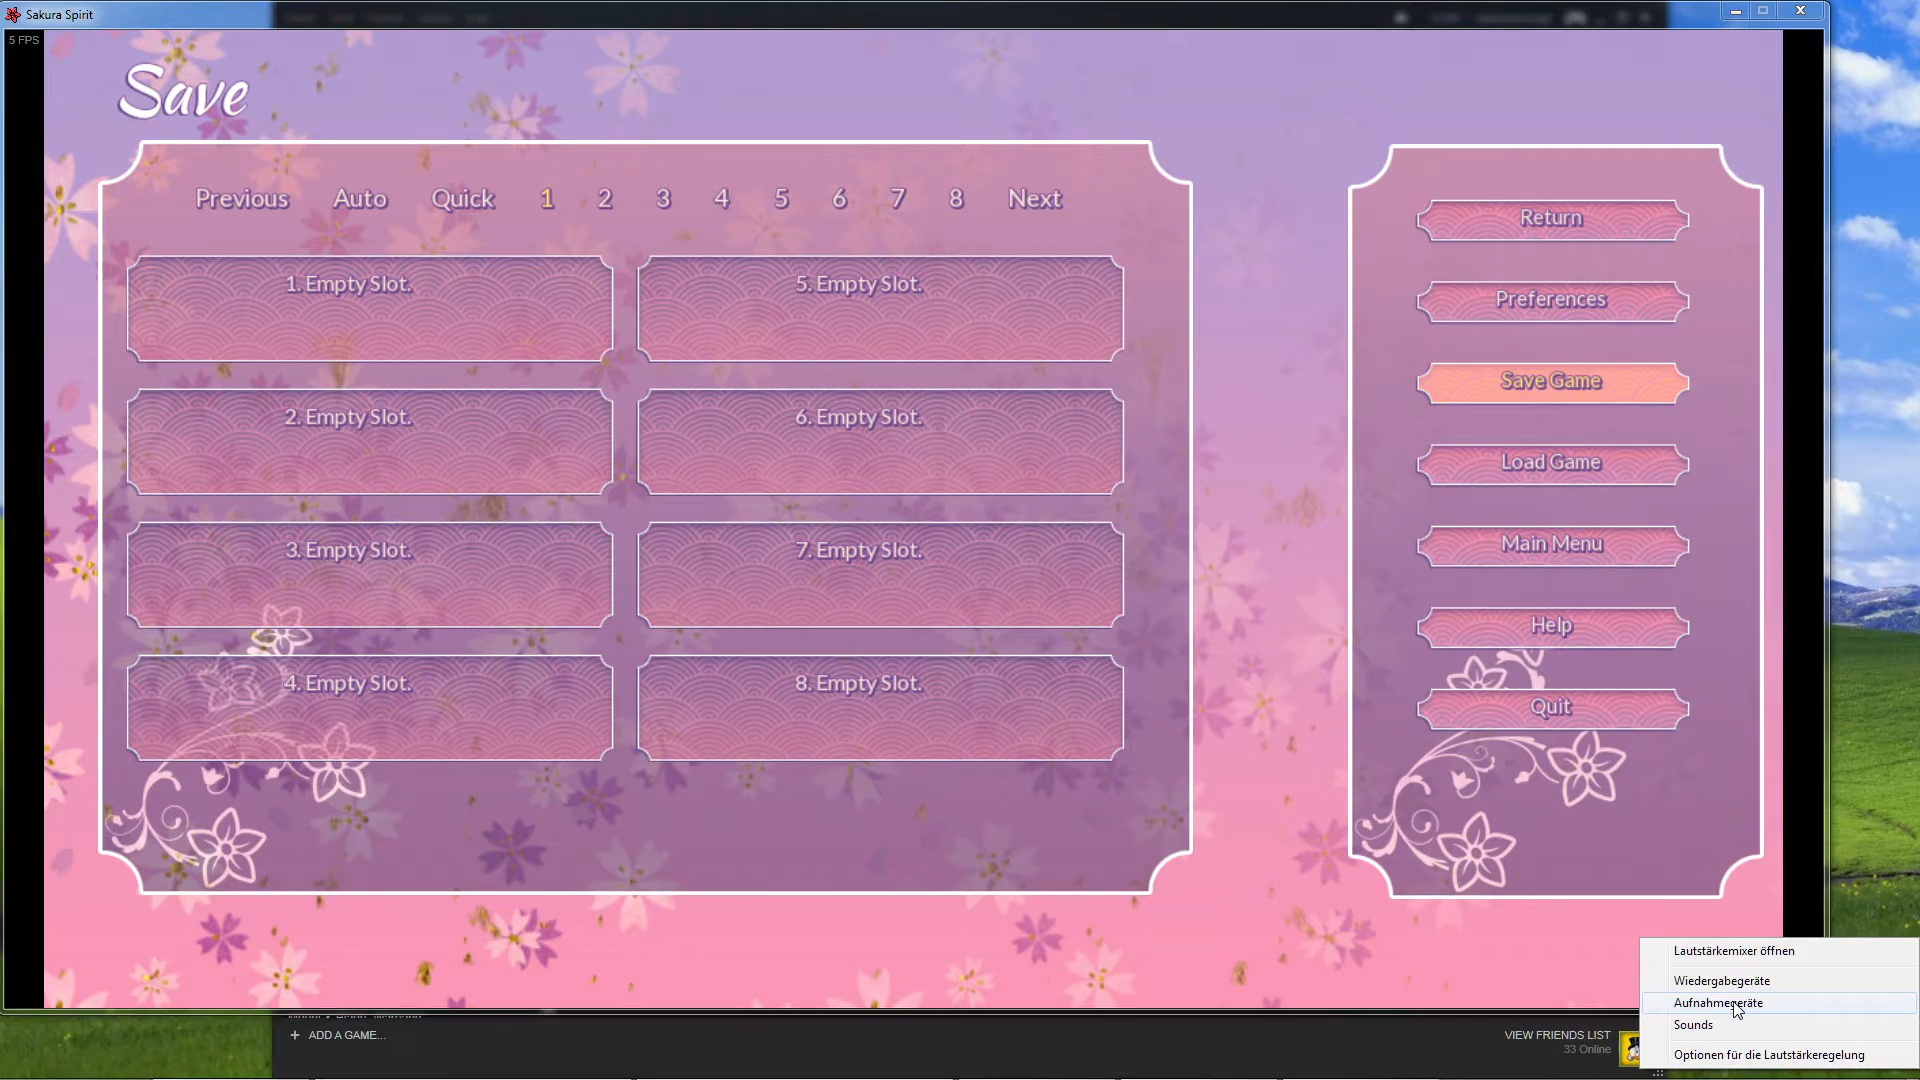 Sakura Spirit
5 FPS
Save
Previous Auto Quick 1 2 3 4 5 6 7 8 Next
1. Empty Slot.
5. Empty Slot.
2. Empty Slot.
6. Empty Slot.
3. Empty Slot.
7. Empty Slot.
4. Empty Slot.
8. Empty Slot.
Return
Preferences
Save Game
Load Game
Main Menu
Help
Quit
Lautstärkemixer öffnen
Wiedergabegeräte
Aufnahmegeräte
Sounds
Optionen für die Lautstärkeregelung
+ ADD A GAME...
VIEW FRIENDS LIST
33 Online